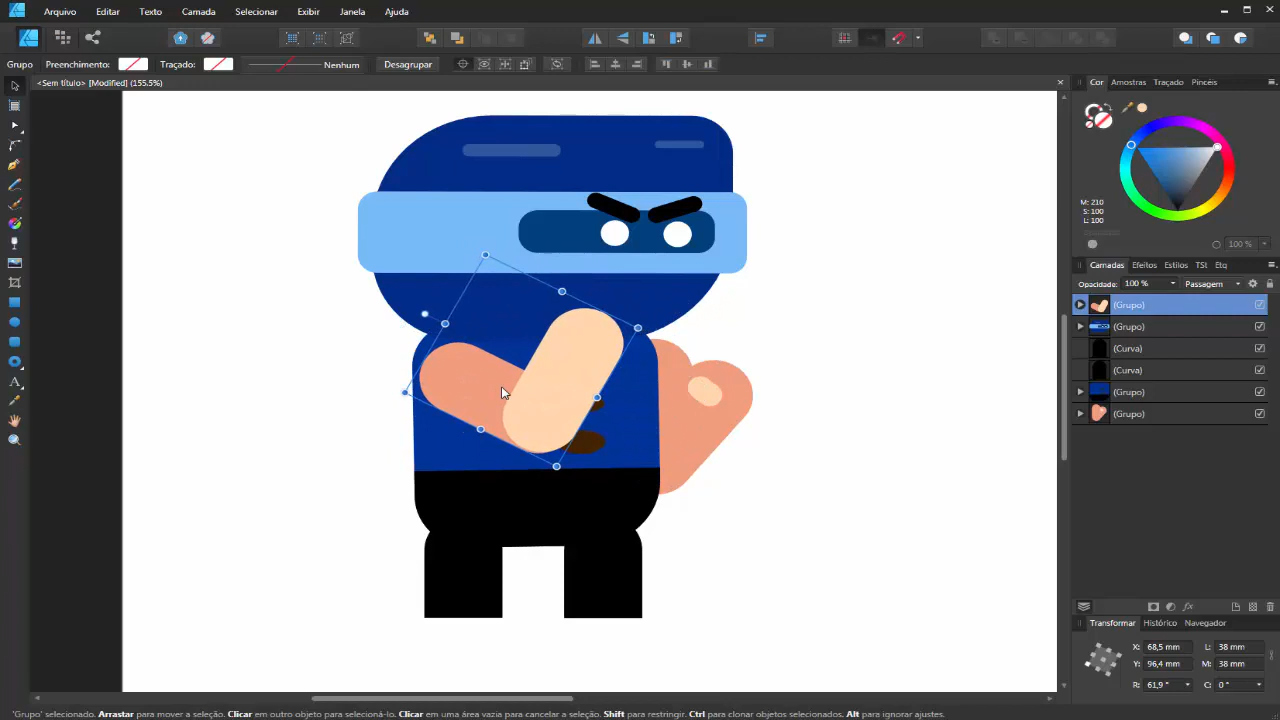 Arquivo Editar Texto Camada Selecionar Exibir Janela Ajuda
Grupo Preenchimento: Traçado: Nenhum Desagrupar
<Sem título> [Modified] (155.5%)
Cor Amostras Traçado Pincéis
M: 210
S: 100
L: 100
100 %
Camadas Efeitos Estilos TSI Etq
Opacidade: 100 % Passagem
(Grupo)
(Grupo)
(Curva)
(Curva)
(Grupo)
(Grupo)
Transformar Histórico Navegador
X: 68,5 mm L: 38 mm
Y: 96,4 mm M: 38 mm
R: 61,9 ° C: 0 °
'Grupo' selecionado. Arrastar para mover a seleção. Clicar em outro objeto para selecioná-lo. Clicar em uma área vazia para cancelar a seleção. Shift para restringir. Ctrl para clonar objetos selecionados. Alt para ignorar ajustes.